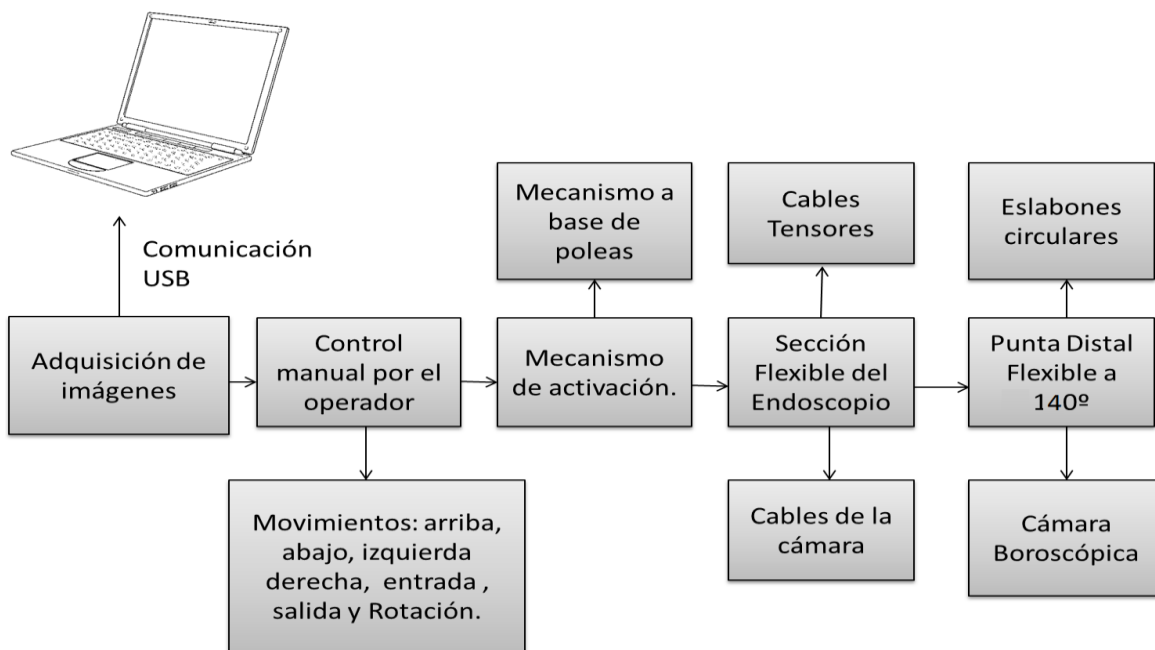 Comunicación
USB
Mecanismo a
base de
poleas
Cables
Tensores
Eslabones
circulares
Adquisición de
imágenes
Control
manual por el
operador
Mecanismo
de activación.
Sección
Flexible del
Endoscopio
Punta Distal
Flexible a
140º
Movimientos: arriba,
abajo, izquierda
derecha, entrada ,
salida y Rotación.
Cables de la
cámara
Cámara
Boroscópica